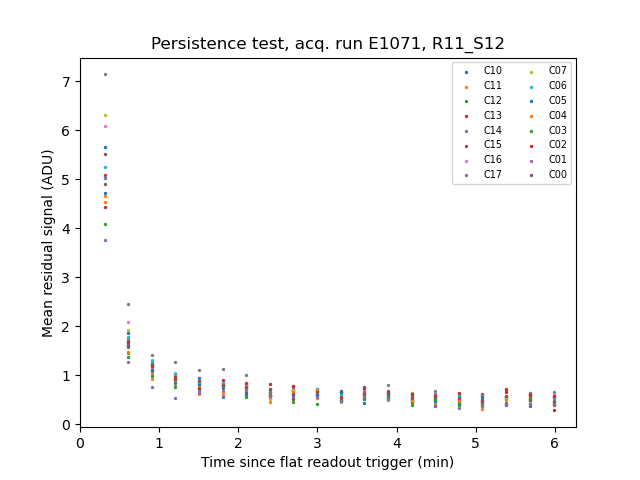 Persistence test, acq. run E1071, R11_S12
Mean residual signal (ADU)
7
6
5
4
3
2
1
0
0 1 2 3 4 5 6
Time since flat readout trigger (min)
C10 C07
C11 C06
C12 C05
C13 C04
C14 C03
C15 C02
C16 C01
C17 C00